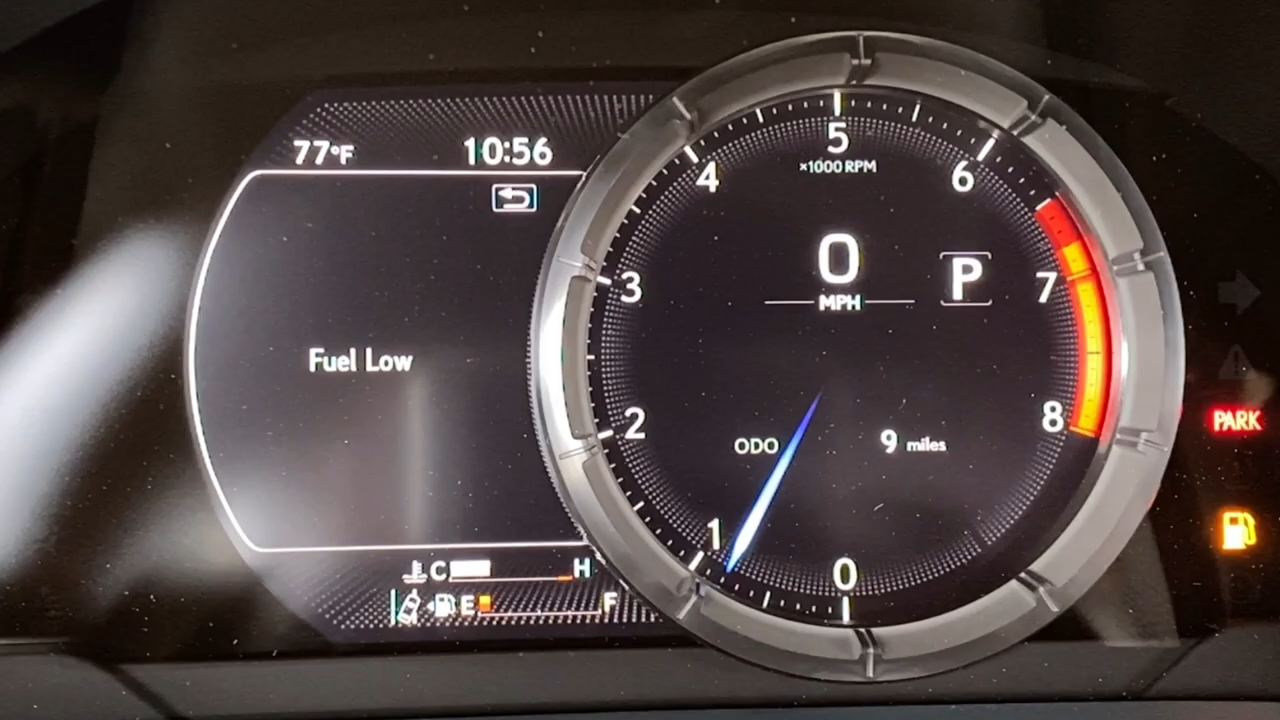 77°F 10:56
Fuel Low
C H
E F
5
×1000 RPM
4 6
3 7
2 8
1 0
0
MPH
P
ODO 9 miles
PARK